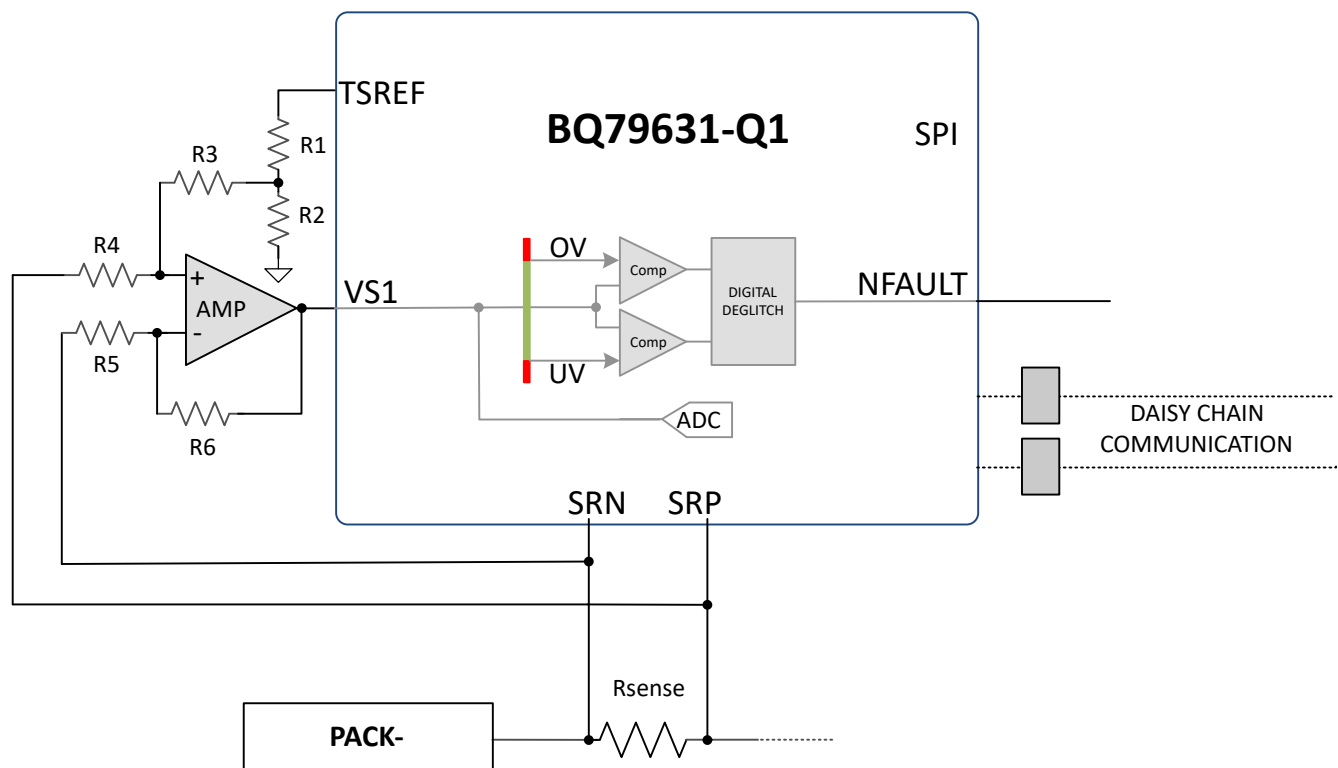 TSREF
BQ79631-Q1
SPI
R1
R3
R2
R4
+
AMP
-
R5
R6
VS1
OV
Comp
Comp
UV
DIGITAL
DEGLITCH
NFAULT
ADC
DAISY CHAIN
COMMUNICATION
SRN
SRP
Rsense
PACK-